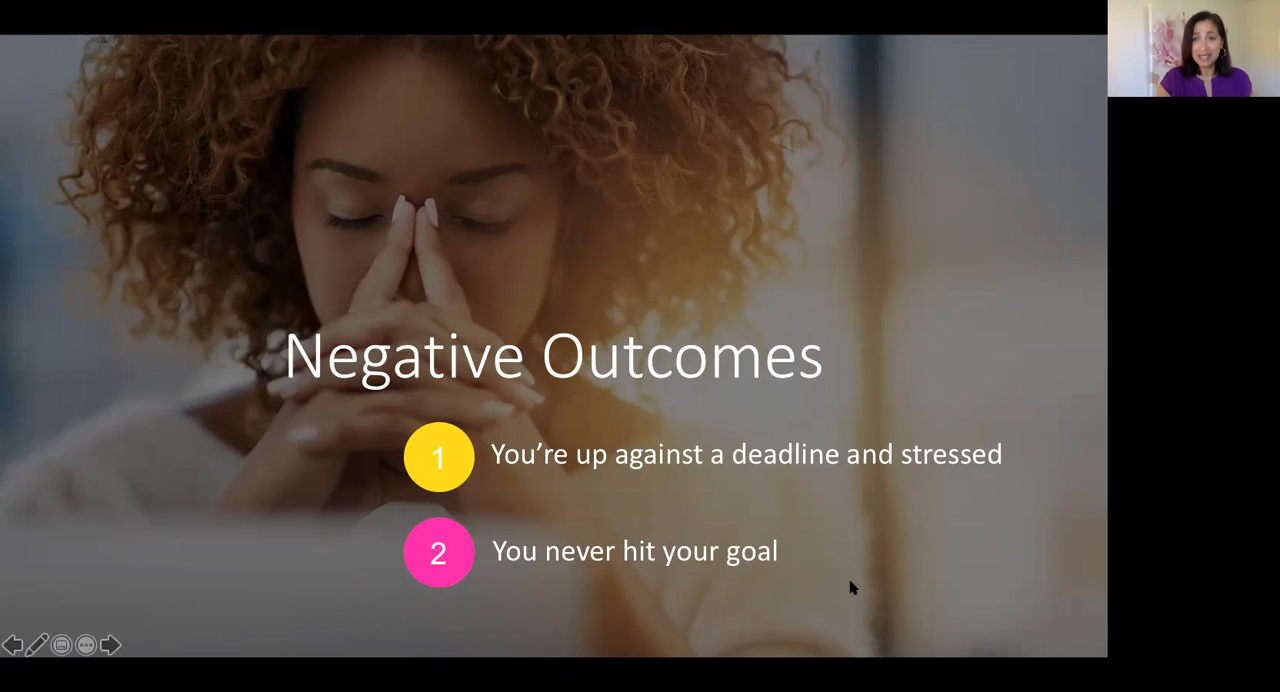 Negative Outcomes
1 You’re up against a deadline and stressed
2 You never hit your goal